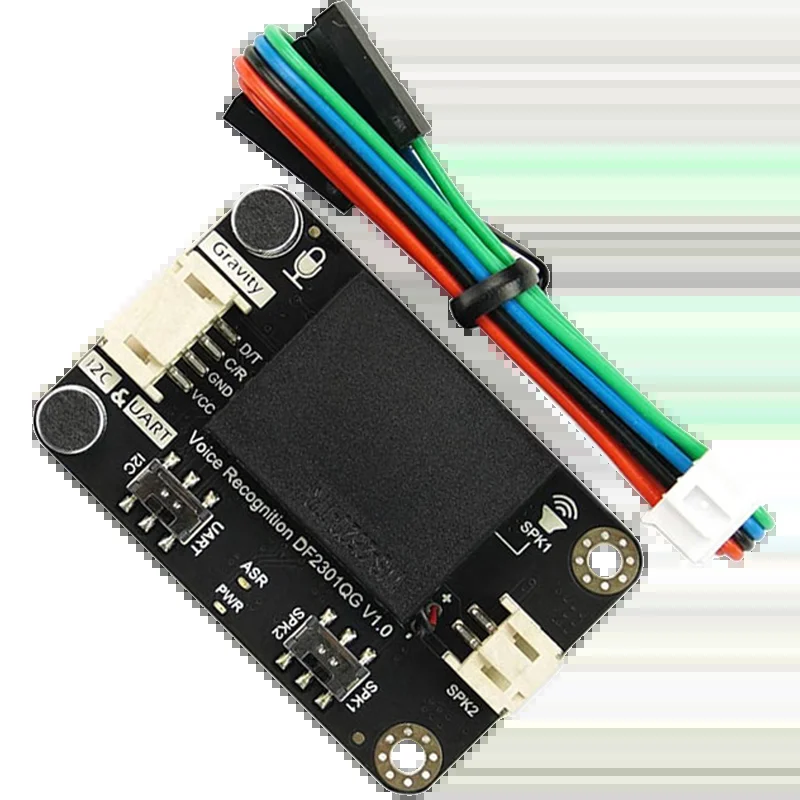 Gravity
D/T
C/R
GND
VCC
I2C
&
UART
Voice Recognition DF2301QG V1.0
I2C
UART
ASR
PWR
SPK2
SPK1
SPK1
+
SPK2